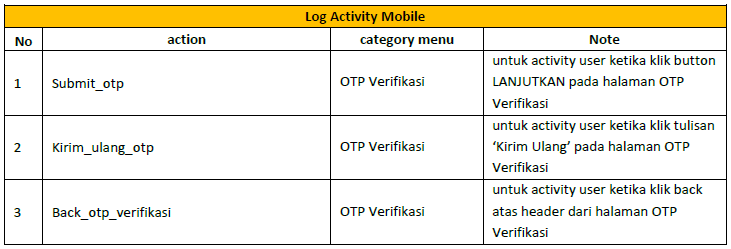 Log Activity Mobile
No action category menu Note
1 Submit_otp OTP Verifikasi untuk activity user ketika klik button
LANJUTKAN pada halaman OTP
Verifikasi
2 Kirim_ulang_otp OTP Verifikasi untuk activity user ketika klik tulisan
‘Kirim Ulang’ pada halaman OTP
Verifikasi
3 Back_otp_verifikasi OTP Verifikasi untuk activity user ketika klik back
atas header dari halaman OTP
Verifikasi